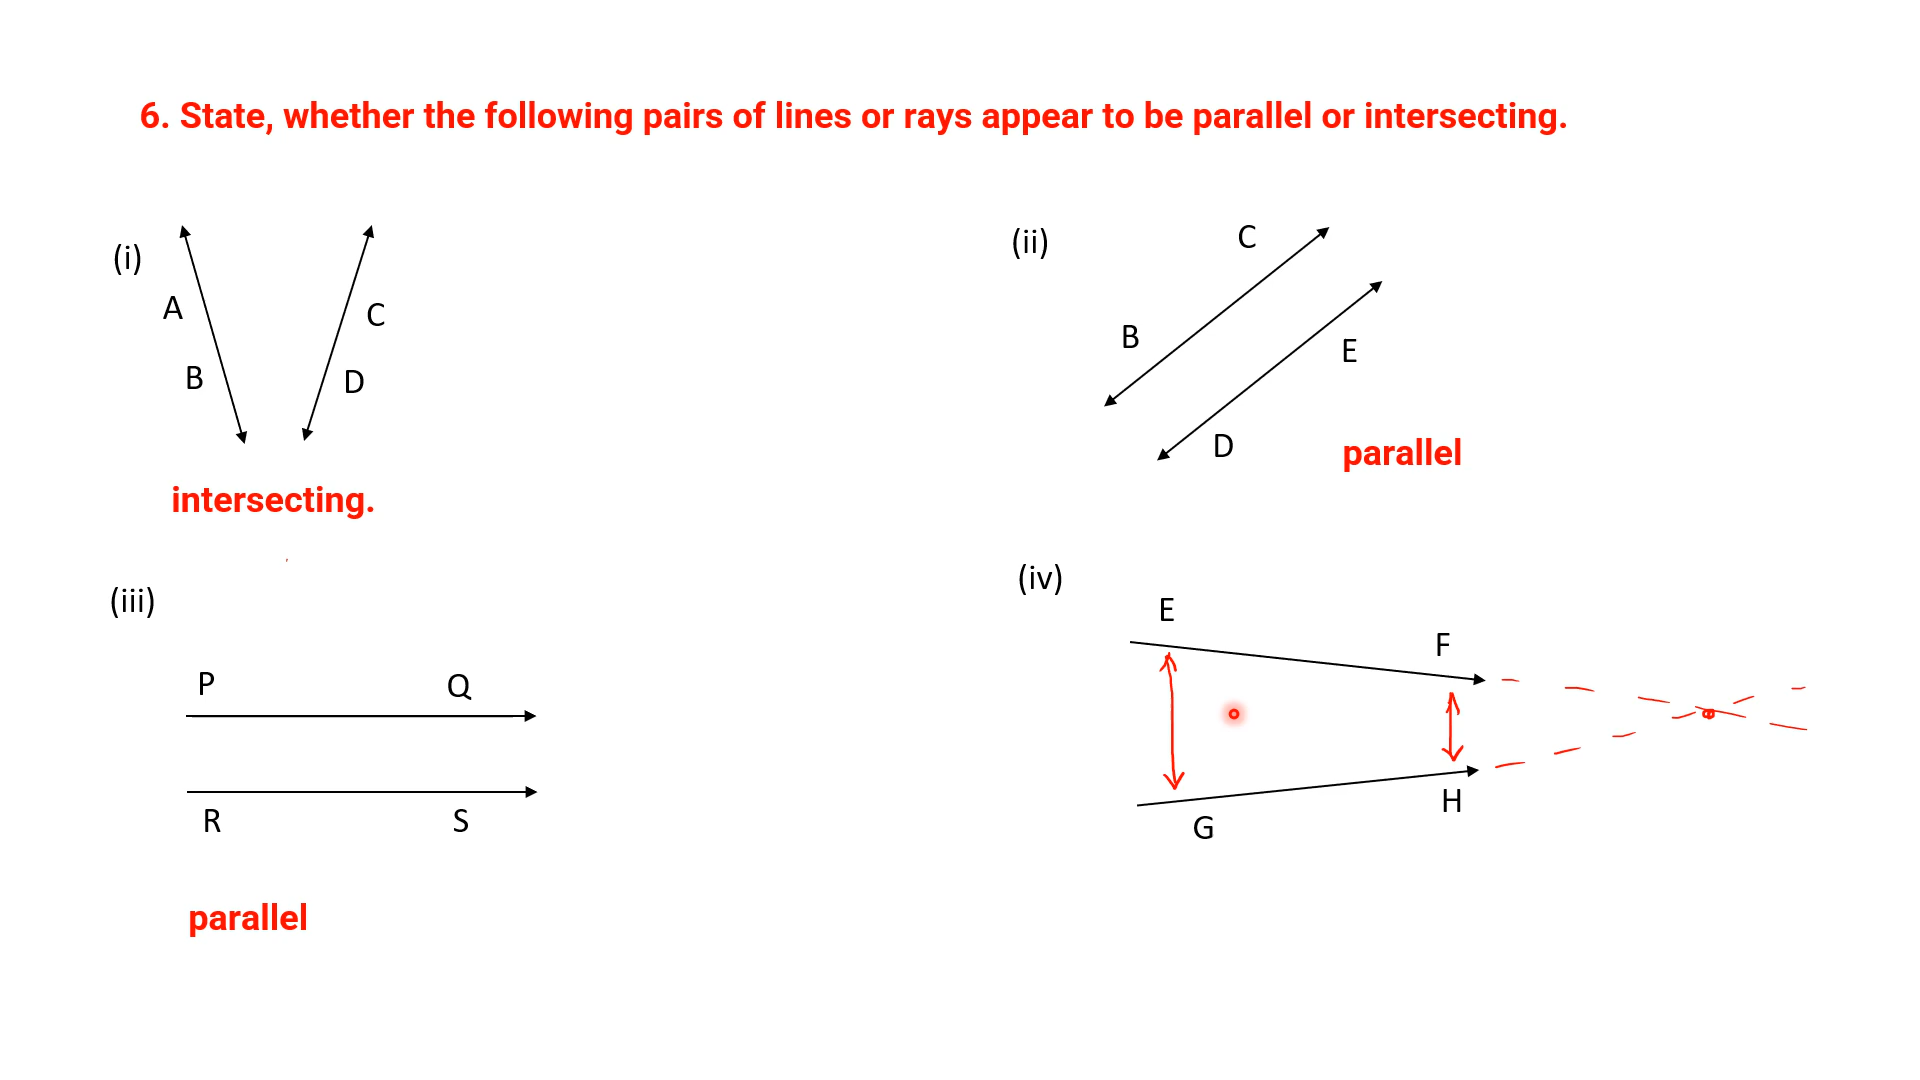 6. State, whether the following pairs of lines or rays appear to be parallel or intersecting.
(i)
A
C
B
D
intersecting.
(ii)
C
B
E
D
parallel
(iii)
P
Q
R
S
parallel
(iv)
E
F
H
G